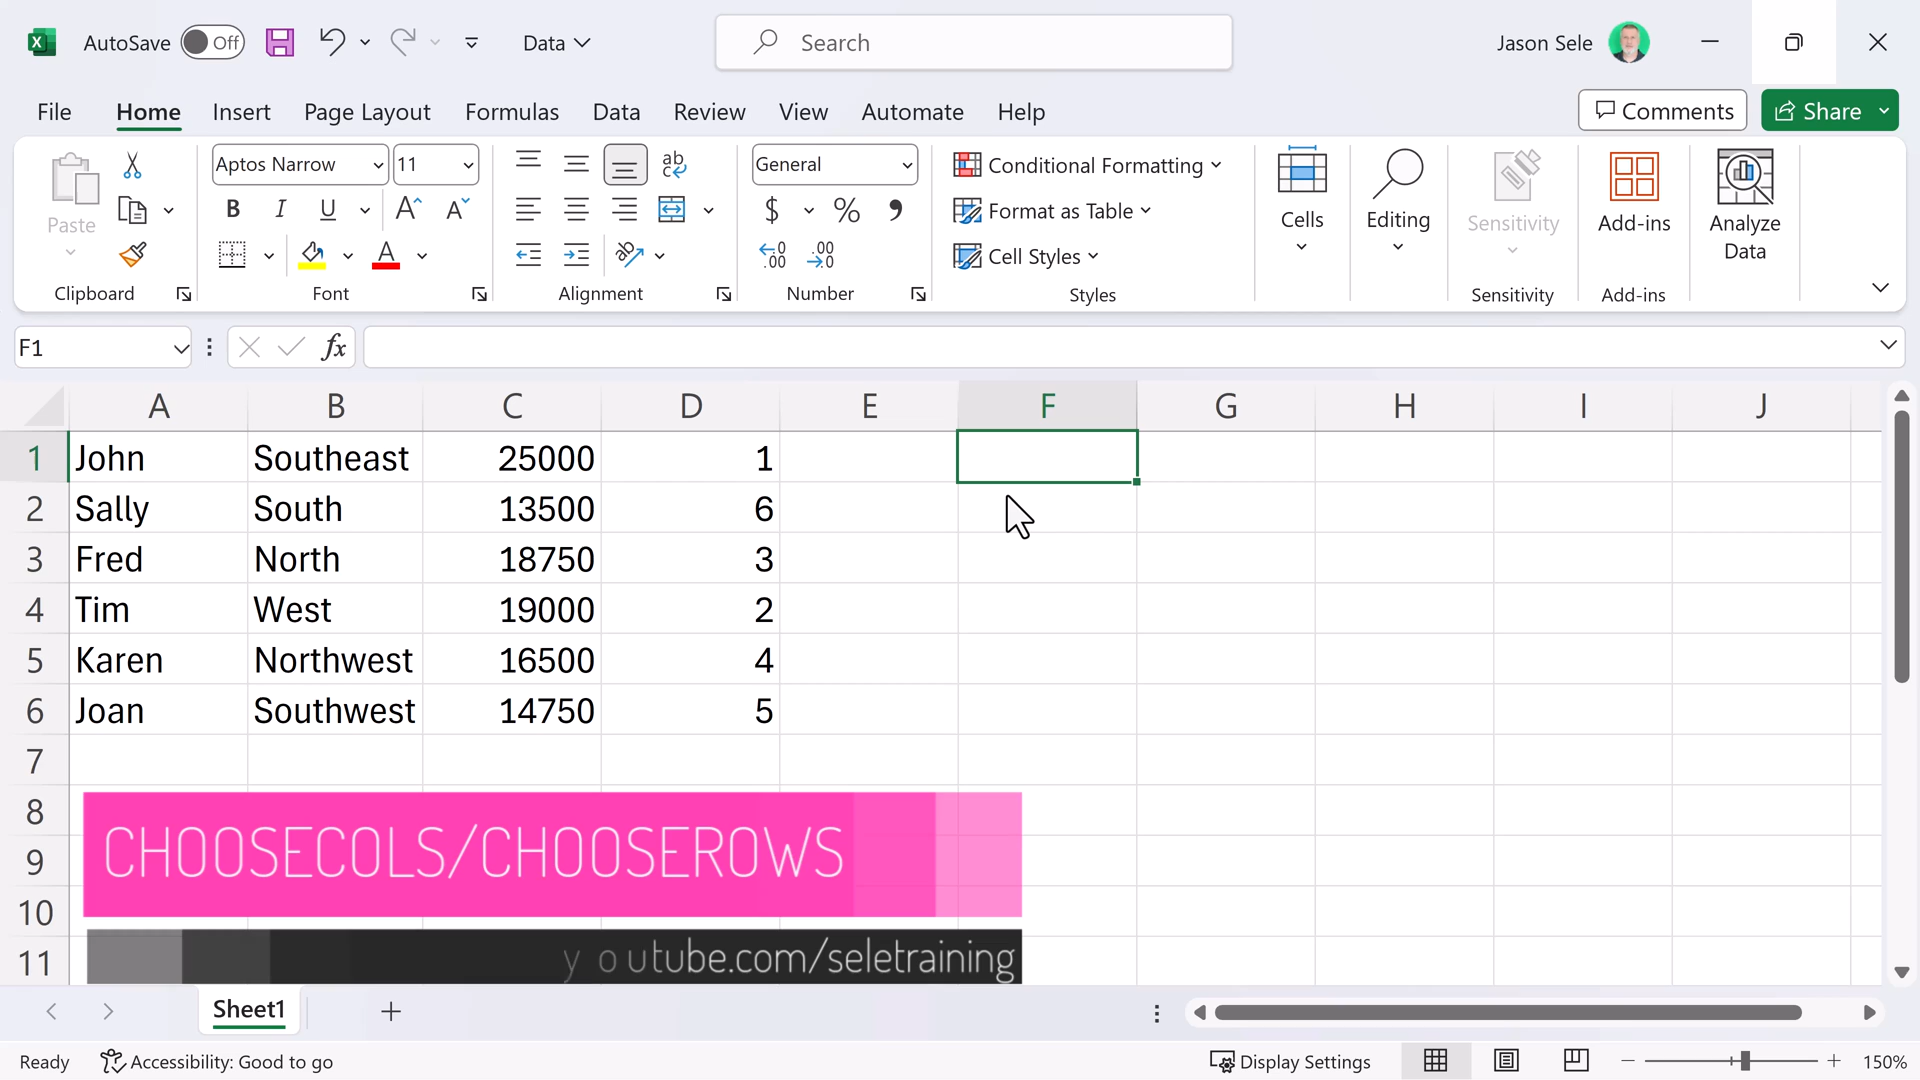 AutoSave Off Data Search Jason Sele
File Home Insert Page Layout Formulas Data Review View Automate Help Comments Share
Paste Aptos Narrow 11 General Conditional Formatting Cells Editing Sensitivity Add-ins Analyze Data
B I U A A $ % Format as Table
A Cell Styles
Clipboard Font Alignment Number Styles Sensitivity Add-ins
F1 fx
A B C D E F G H I J
1 John Southeast 25000 1
2 Sally South 13500 6
3 Fred North 18750 3
4 Tim West 19000 2
5 Karen Northwest 16500 4
6 Joan Southwest 14750 5
7
8
CHOOSECOLS/CHOOSEROWS
9
10
11 youtube.com/seletraining
Sheet1
Ready Accessibility: Good to go Display Settings 150%